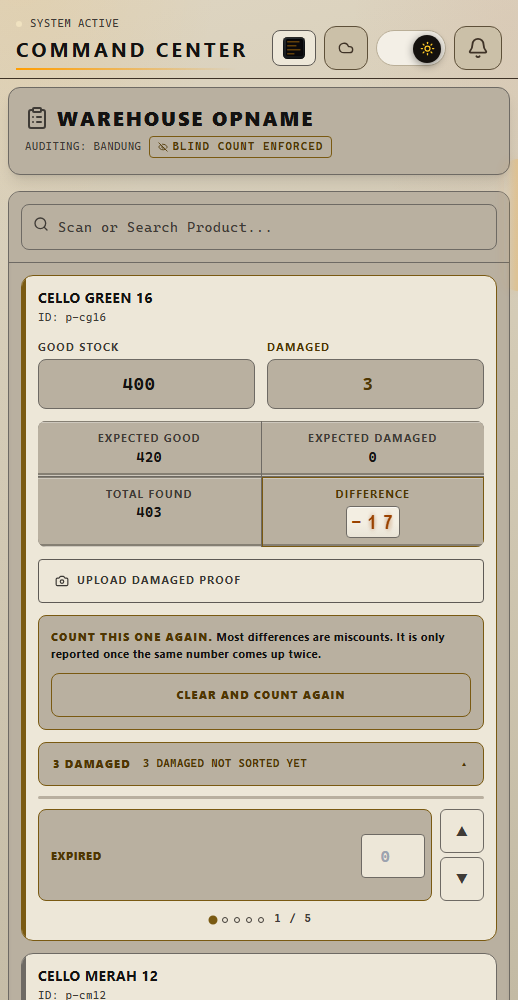 SYSTEM ACTIVE
COMMAND CENTER
WAREHOUSE OPNAME
AUDITING: BANDUNG BLIND COUNT ENFORCED
Scan or Search Product...
CELLO GREEN 16
ID: p-cg16
GOOD STOCK DAMAGED
400 3
EXPECTED GOOD EXPECTED DAMAGED
420 0
TOTAL FOUND DIFFERENCE
403 -17
UPLOAD DAMAGED PROOF
COUNT THIS ONE AGAIN. Most differences are miscounts. It is only
reported once the same number comes up twice.
CLEAR AND COUNT AGAIN
3 DAMAGED 3 DAMAGED NOT SORTED YET
EXPIRED 0
1 / 5
CELLO MERAH 12
ID: p-cm12